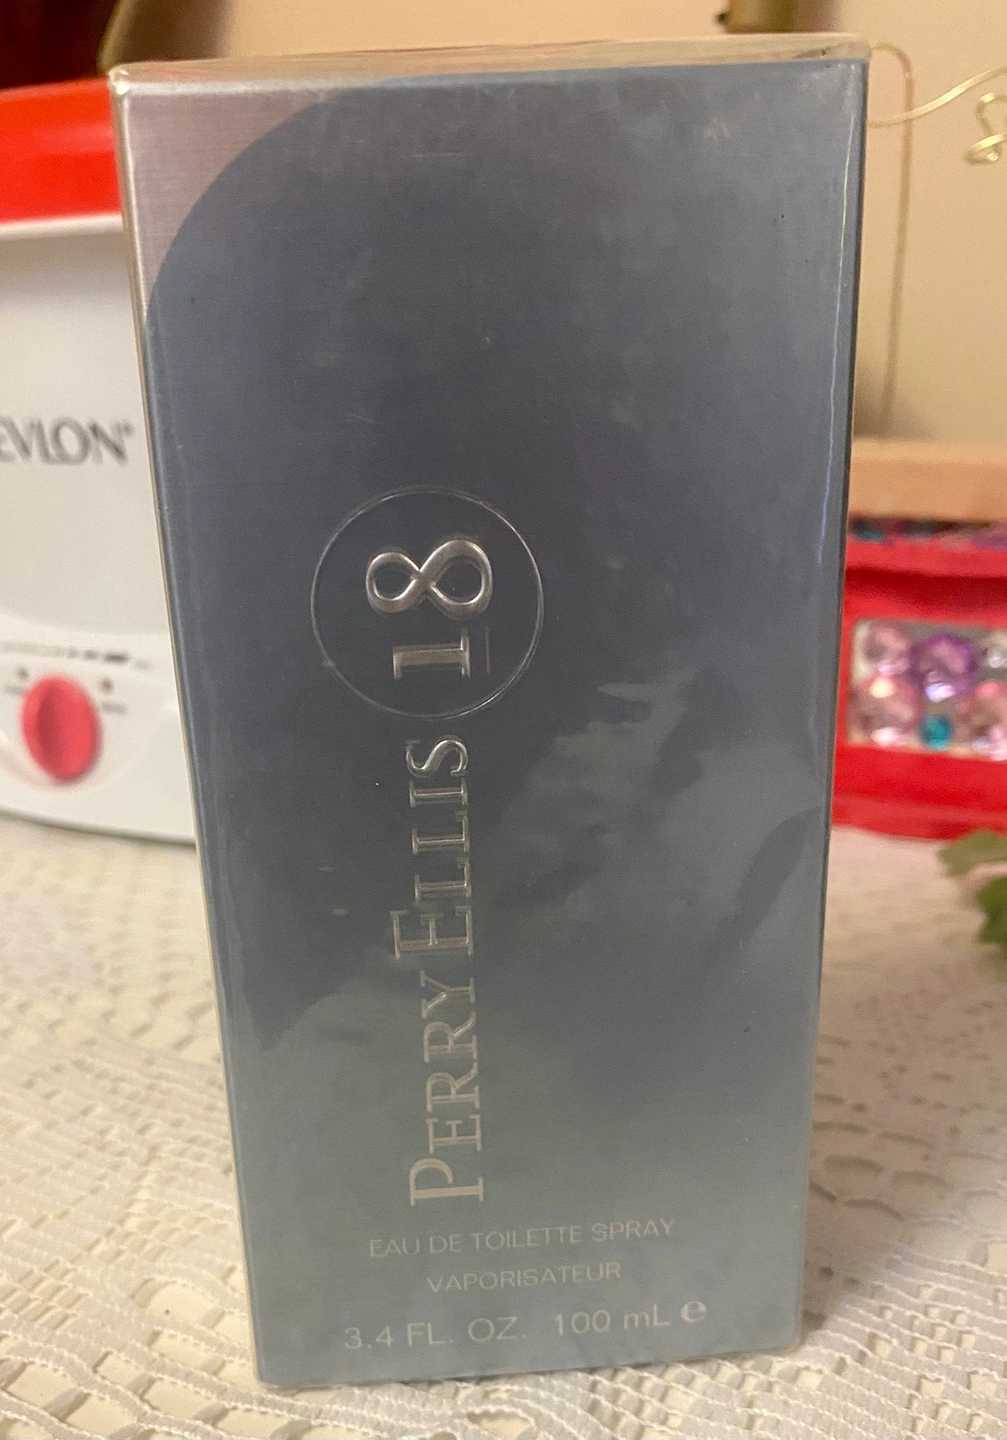 EVLON®
PERRY ELLIS 18
EAU DE TOILETTE SPRAY
VAPORISATEUR
3.4 FL. OZ. 100 mL e